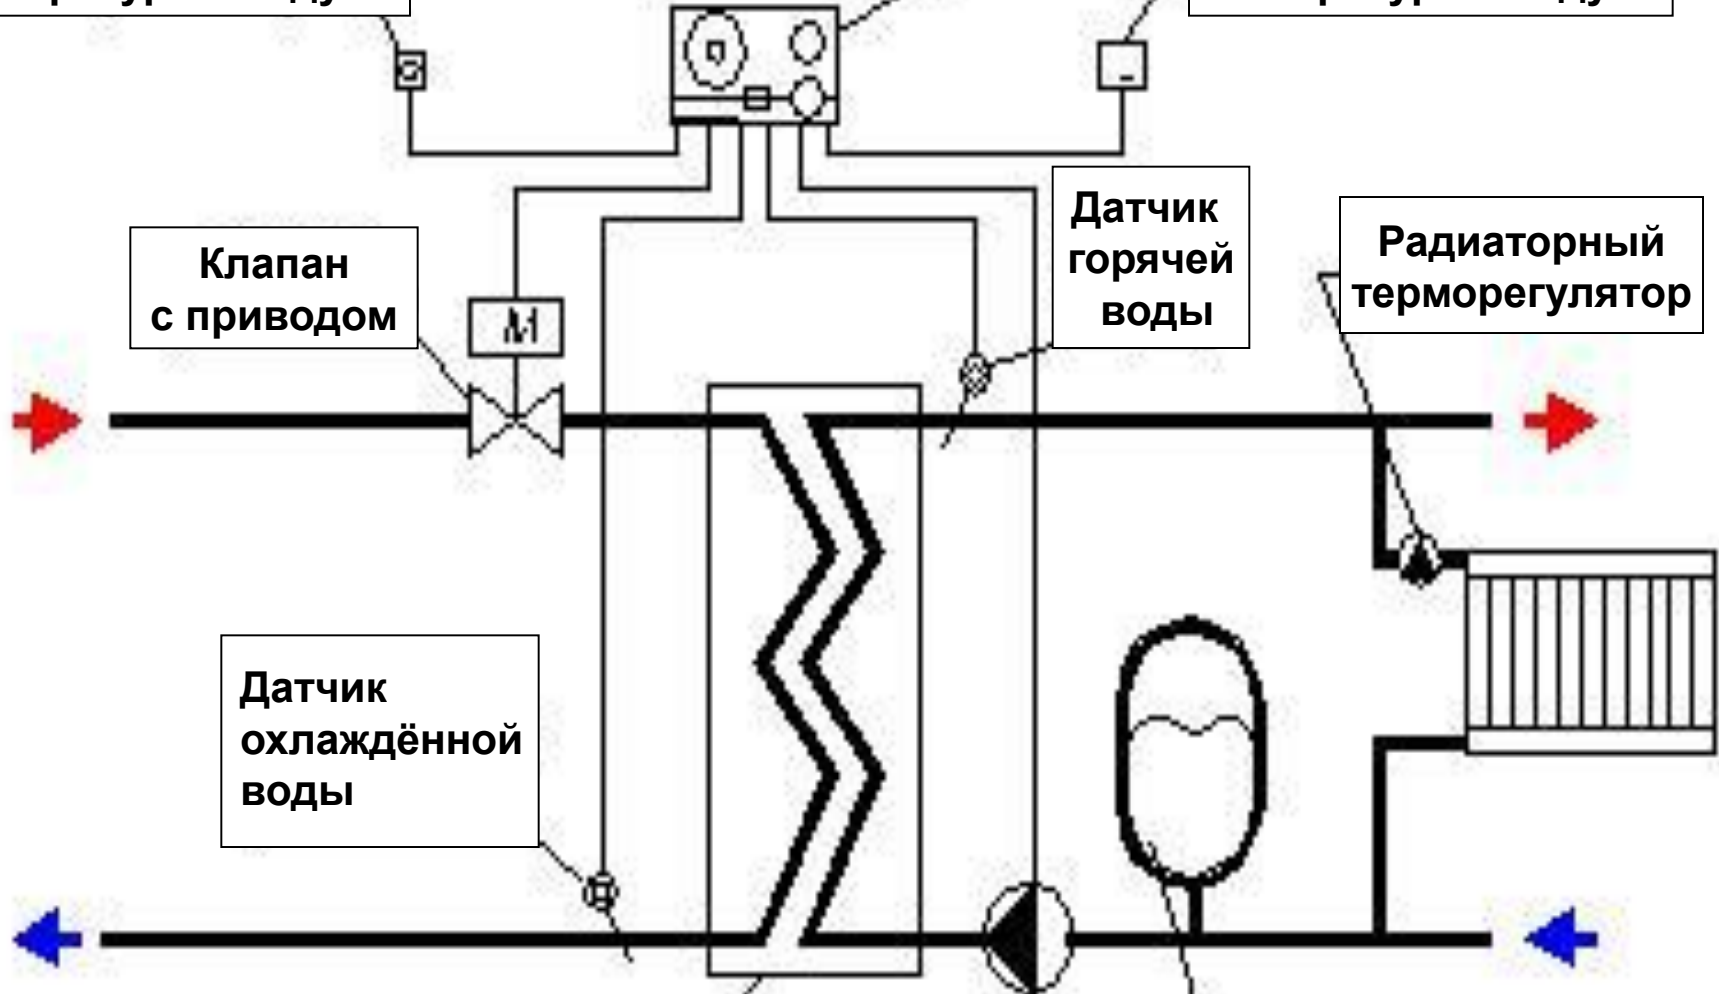 Клапан
с приводом
М
Датчик
горячей
воды
Радиаторный
терморегулятор
Датчик
охлаждённой
воды